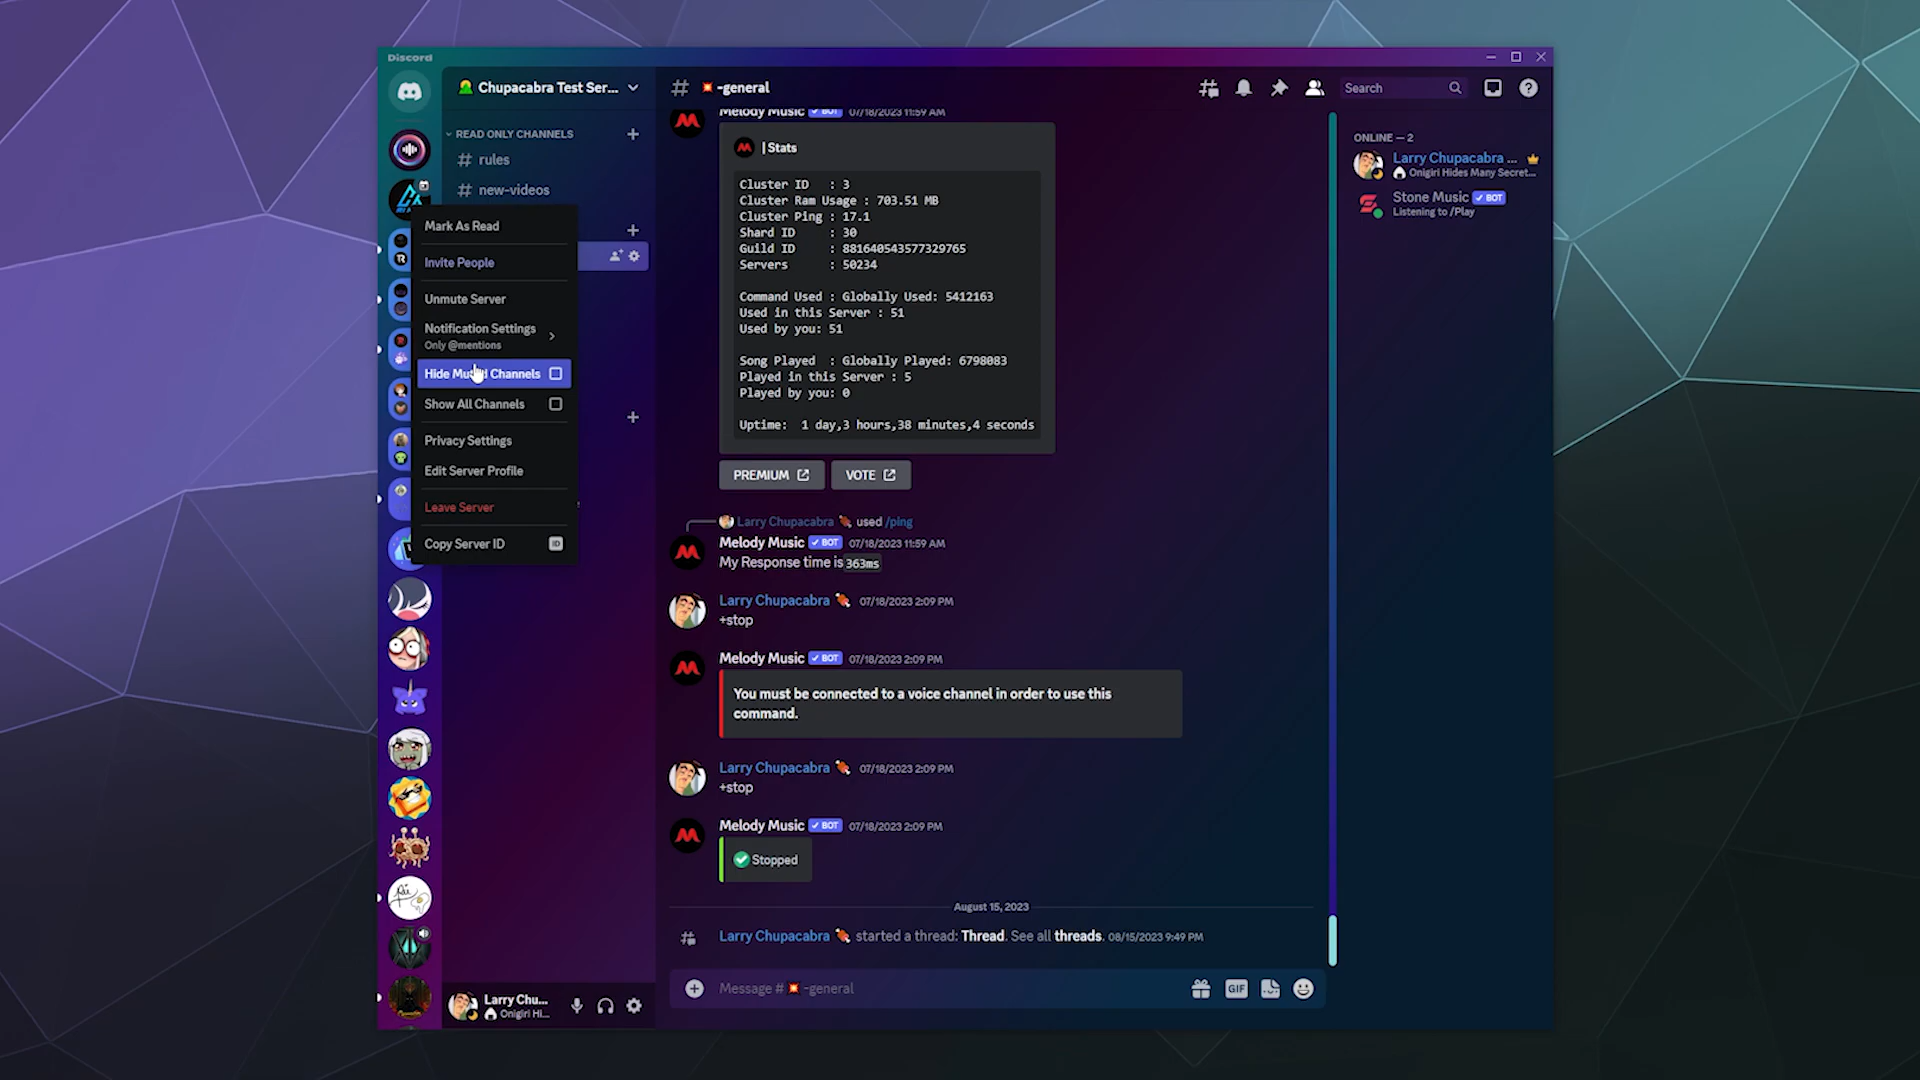 Discord
Chupacabra Test Ser...
READ ONLY CHANNELS
rules
new-videos
Mark As Read
Invite People
Unmute Server
Notification Settings
Only @mentions
Hide Muted Channels
Show All Channels
Privacy Settings
Edit Server Profile
Leave Server
Copy Server ID
ID
Larry Chu...
Onigiri Hi...
-general
Search
Melody Music ✓ BOT 07/18/2023 11:59 AM
| Stats
Cluster ID : 3
Cluster Ram Usage : 703.51 MB
Cluster Ping : 17.1
Shard ID : 30
Guild ID : 881640543577329765
Servers : 50234
Command Used : Globally Used: 5412163
Used in this Server : 51
Used by you: 51
Song Played : Globally Played: 6798083
Played in this Server : 5
Played by you: 0
Uptime: 1 day,3 hours,38 minutes,4 seconds
PREMIUM
VOTE
Larry Chupacabra used /ping
Melody Music ✓ BOT 07/18/2023 11:59 AM
My Response time is 363ms
Larry Chupacabra 07/18/2023 2:09 PM
+stop
Melody Music ✓ BOT 07/18/2023 2:09 PM
You must be connected to a voice channel in order to use this
command.
Larry Chupacabra 07/18/2023 2:09 PM
+stop
Melody Music ✓ BOT 07/18/2023 2:09 PM
Stopped
August 15, 2023
Larry Chupacabra started a thread: Thread. See all threads. 08/15/2023 9:49 PM
Message # -general
GIF
ONLINE — 2
Larry Chupacabra ...
Onigiri Hides Many Secret...
Stone Music ✓ BOT
Listening to /Play